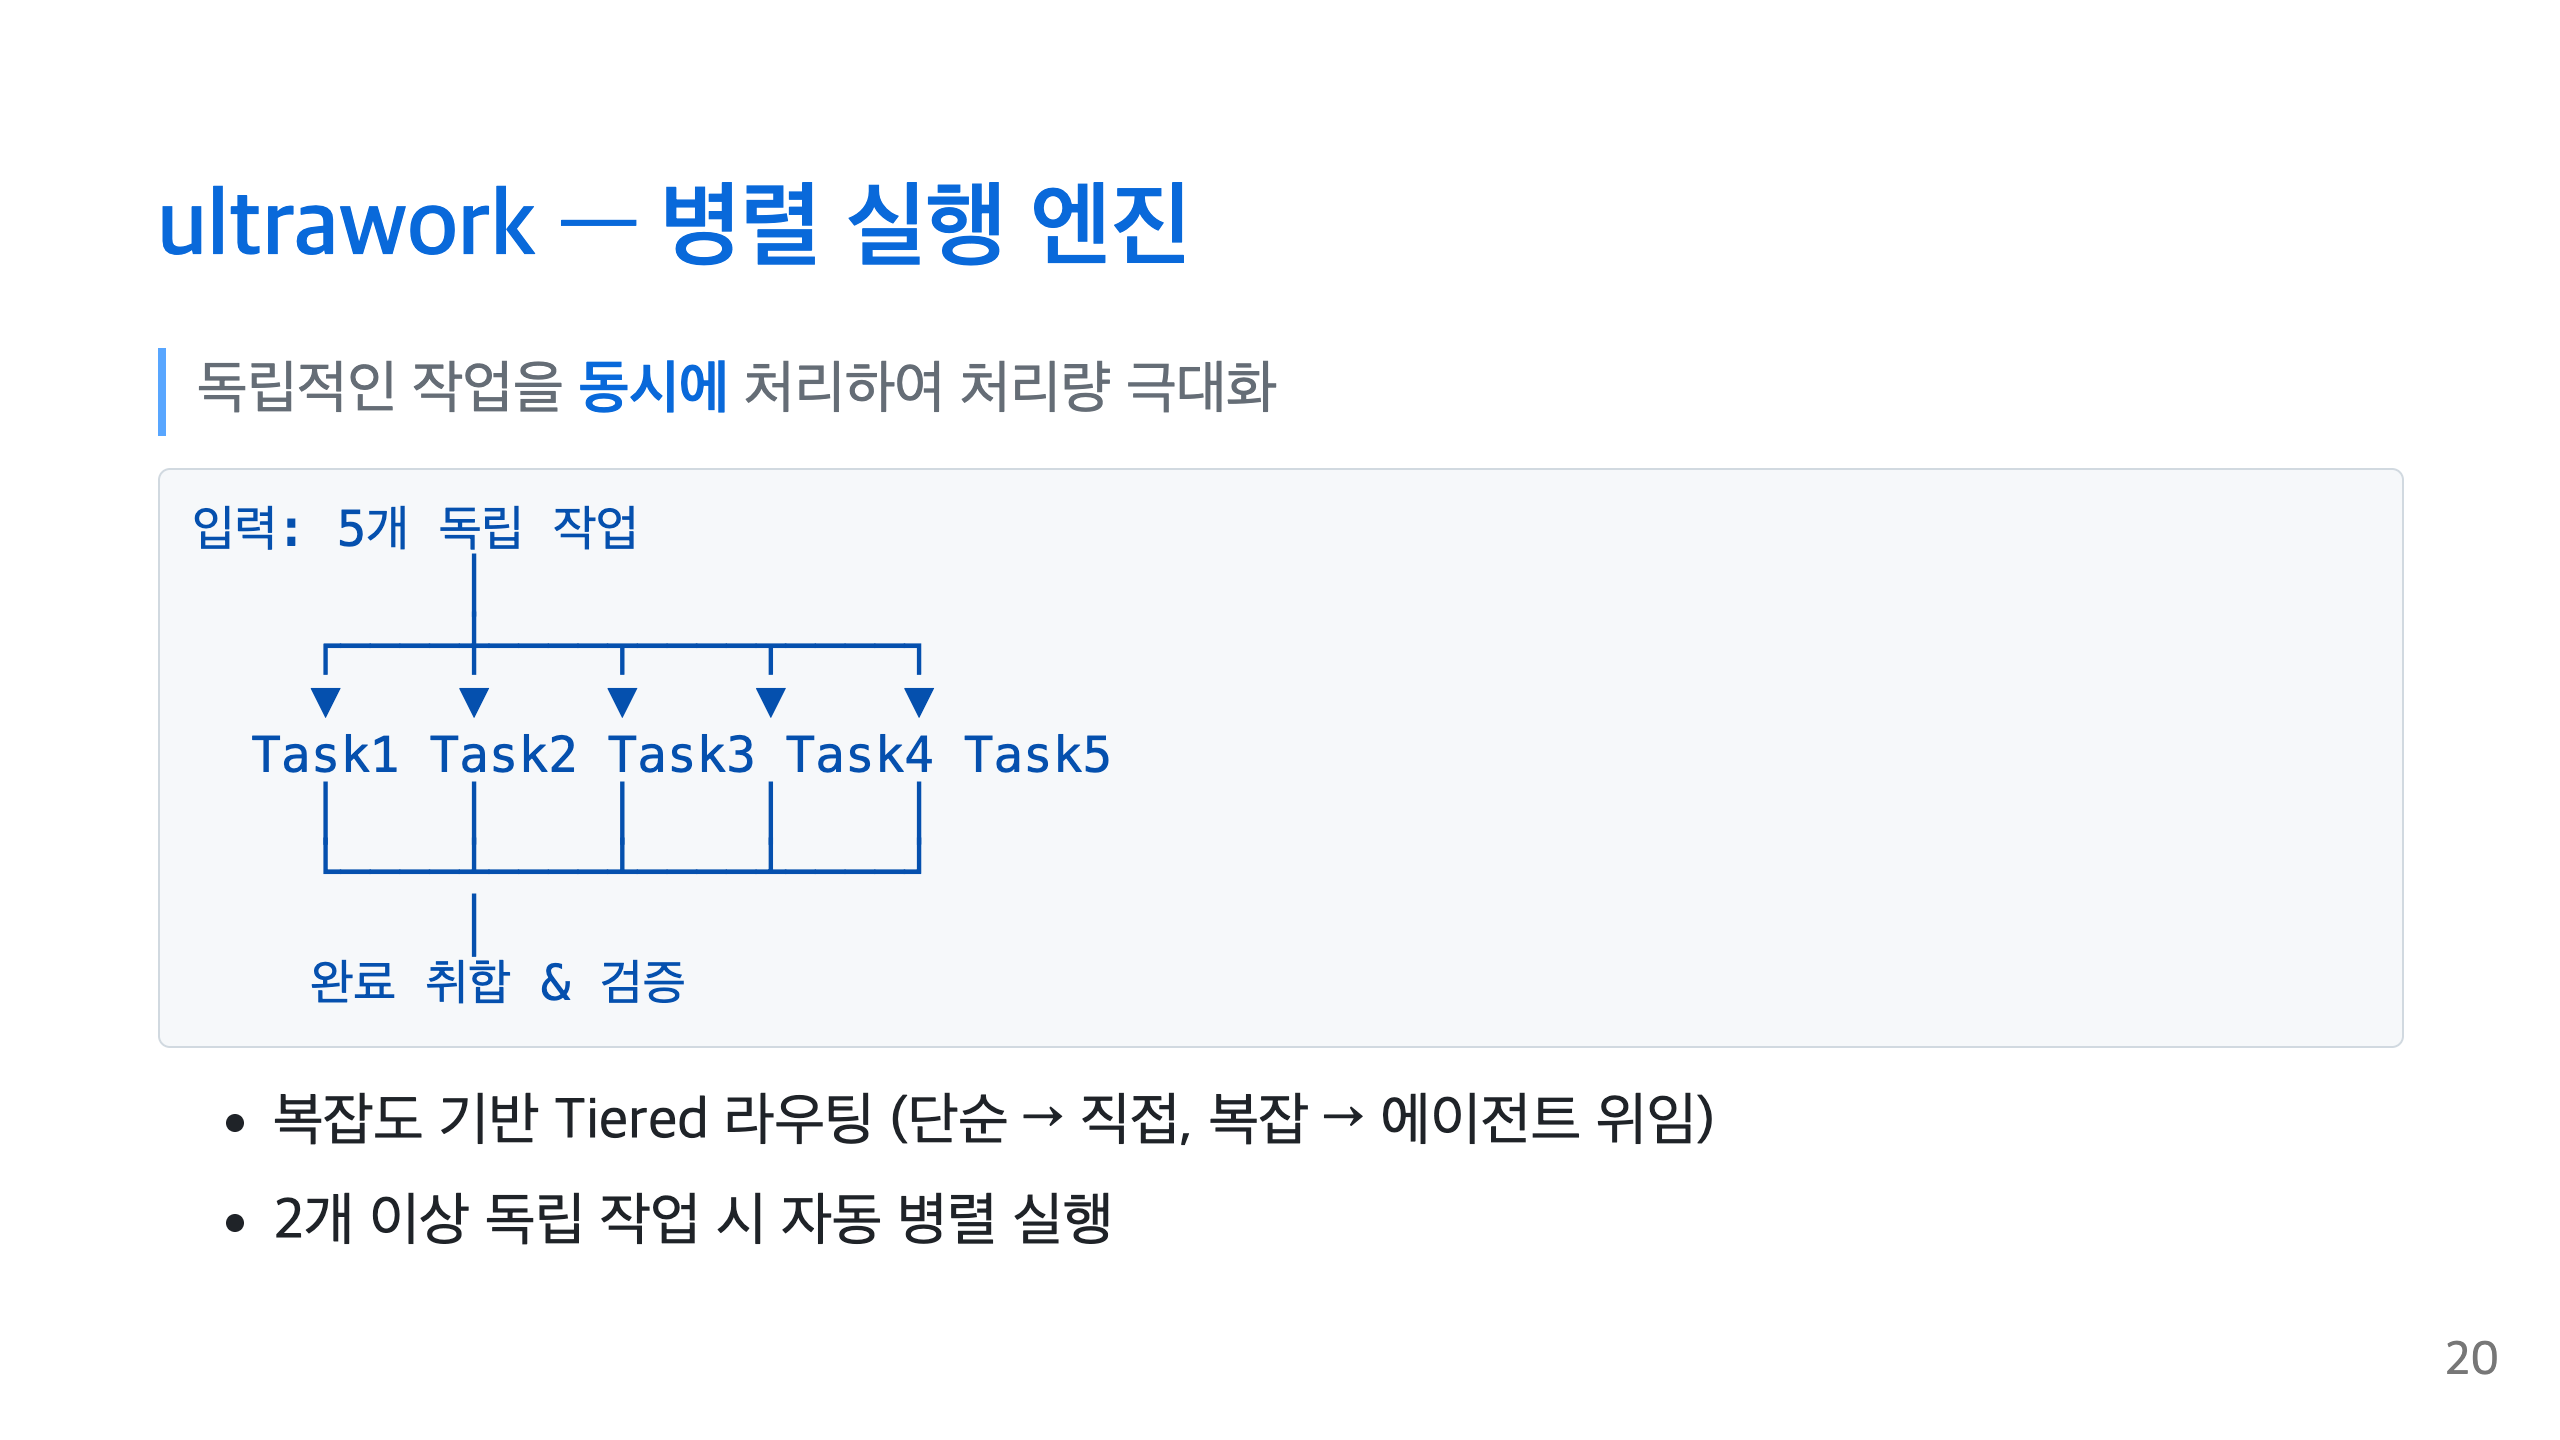 ultrawork — 병렬 실행 엔진
독립적인 작업을 동시에 처리하여 처리량 극대화
입력: 5개 독립 작업
Task1 Task2 Task3 Task4 Task5
완료 취합 & 검증
• 복잡도 기반 Tiered 라우팅 (단순 → 직접, 복잡 → 에이전트 위임)
• 2개 이상 독립 작업 시 자동 병렬 실행
20